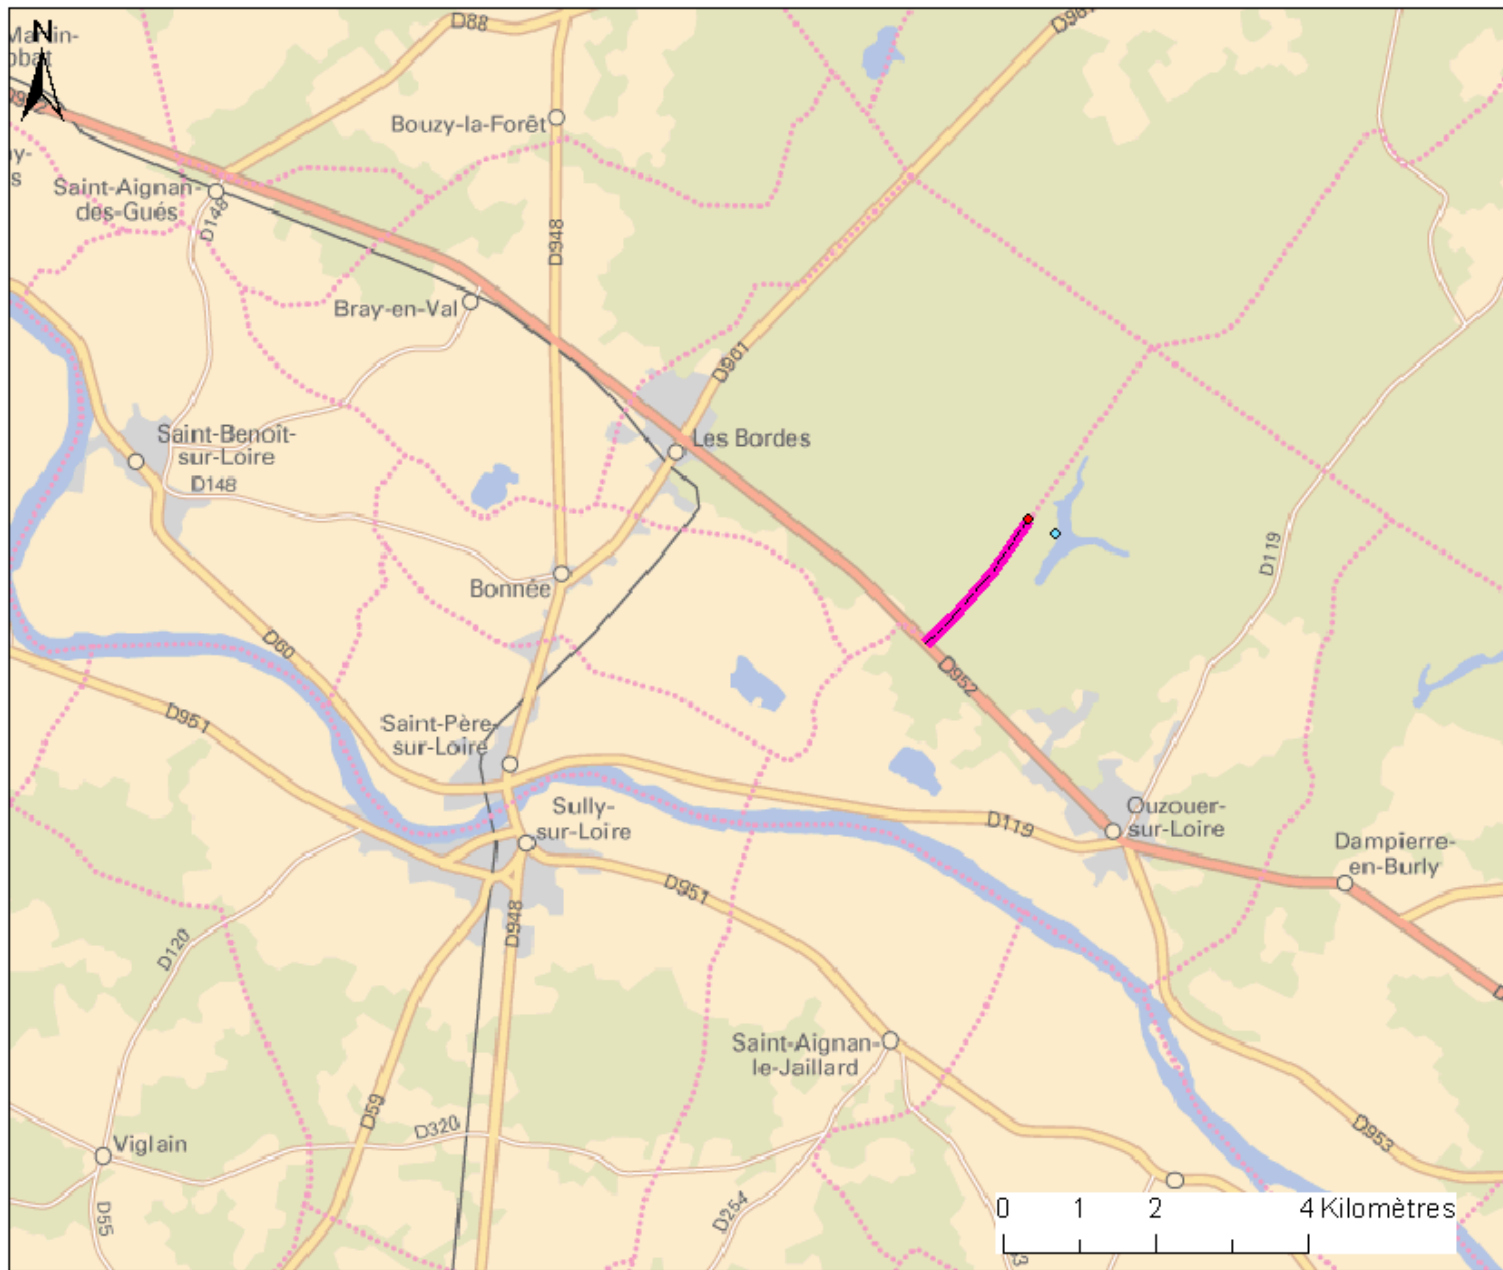 D88
D961
N
Martin-
D952
Bouzy-la-Forêt
Saint-Aignan-
des-Gués
D148
D948
Bray-en-Val
D961
Les Bordes
Saint-Benoît-
sur-Loire
D148
D119
Bonnée
D60
D952
D951
Saint-Père-
sur-Loire
Sully-
sur-Loire
D119
Ouzouer-
sur-Loire
Dampierre-
en-Burly
D951
D948
D120
Saint-Aignan-
le-Jaillard
D59
D320
D953
Viglain
D55
D254
0 1 2 4 Kilomètres